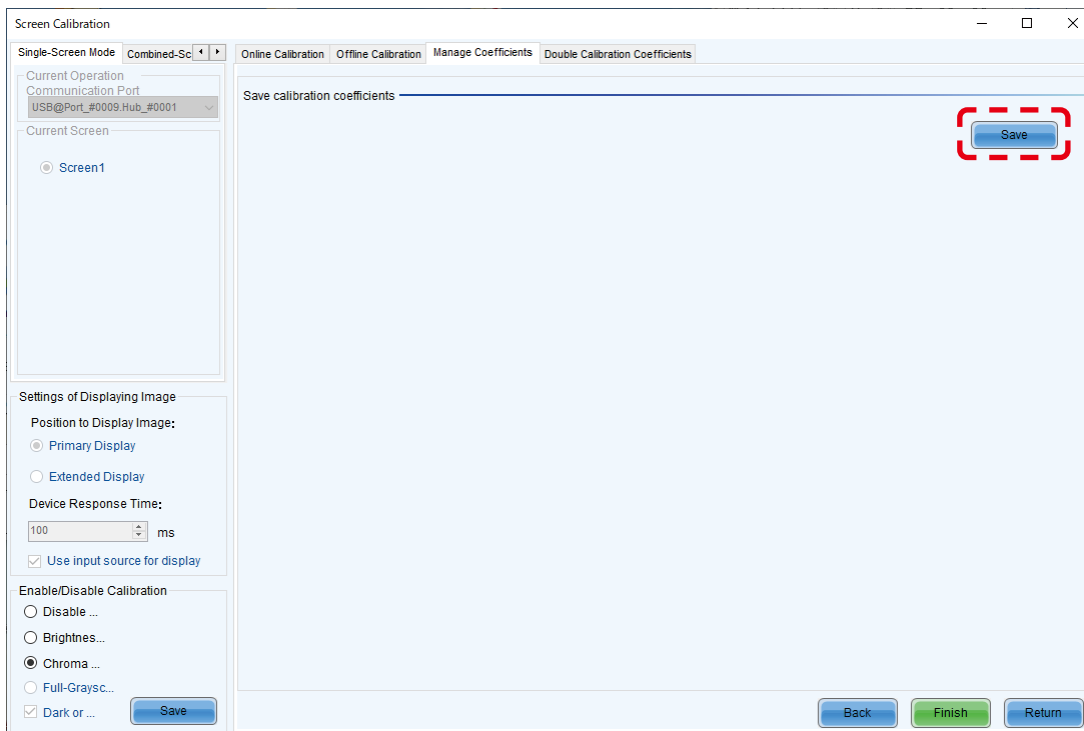 Screen Calibration
Single-Screen Mode Combined-Sc
Online Calibration Offline Calibration Manage Coefficients Double Calibration Coefficients
Current Operation
Communication Port
USB@Port_#0009.Hub_#0001
Current Screen
Screen1
Settings of Displaying Image
Position to Display Image:
Primary Display
Extended Display
Device Response Time:
100 ms
Use input source for display
Enable/Disable Calibration
Disable ...
Brightnes...
Chroma ...
Full-Graysc...
Dark or ... Save
Save calibration coefficients
Save
Back Finish Return